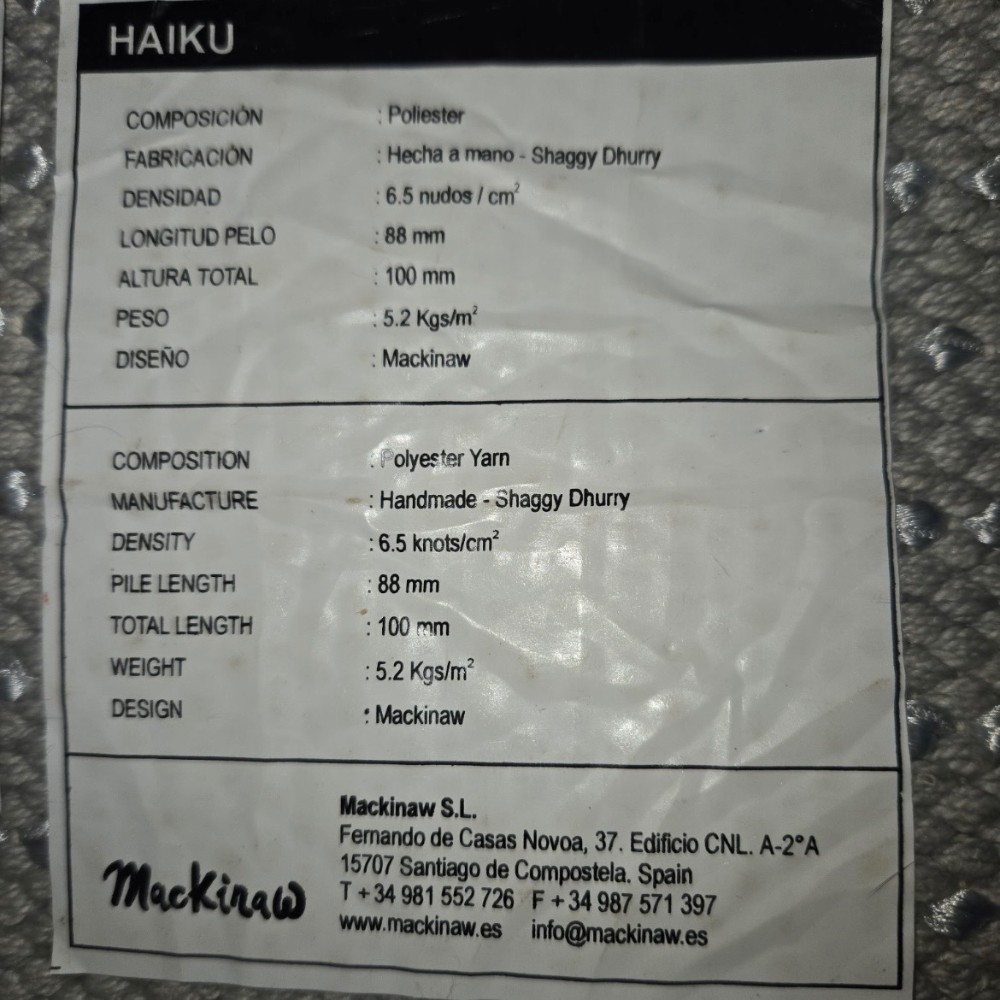 HAIKU
COMPOSICIÓN : Poliester
FABRICACIÓN : Hecha a mano - Shaggy Dhurry
DENSIDAD : 6.5 nudos / cm²
LONGITUD PELO : 88 mm
ALTURA TOTAL : 100 mm
PESO : 5.2 Kgs/m²
DISEÑO : Mackinaw
COMPOSITION : Polyester Yarn
MANUFACTURE : Handmade - Shaggy Dhurry
DENSITY : 6.5 knots/cm²
PILE LENGTH : 88 mm
TOTAL LENGTH : 100 mm
WEIGHT : 5.2 Kgs/m²
DESIGN : Mackinaw
Mackinaw
Mackinaw S.L.
Fernando de Casas Novoa, 37. Edificio CNL. A-2°A
15707 Santiago de Compostela. Spain
T +34 981 552 726 F +34 987 571 397
www.mackinaw.es info@mackinaw.es